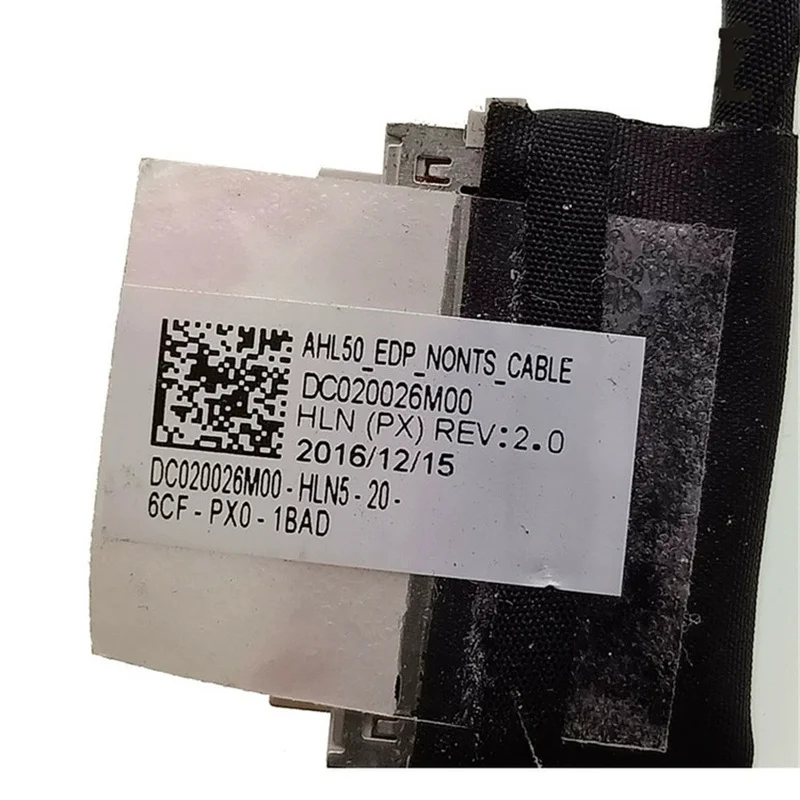 AHL50_EDP_NONTS_CABLE
DC020026M00
HLN (PX) REV:2.0
2016/12/15
DC020026M00-HLN5-20-
6CF-PX0-1BAD